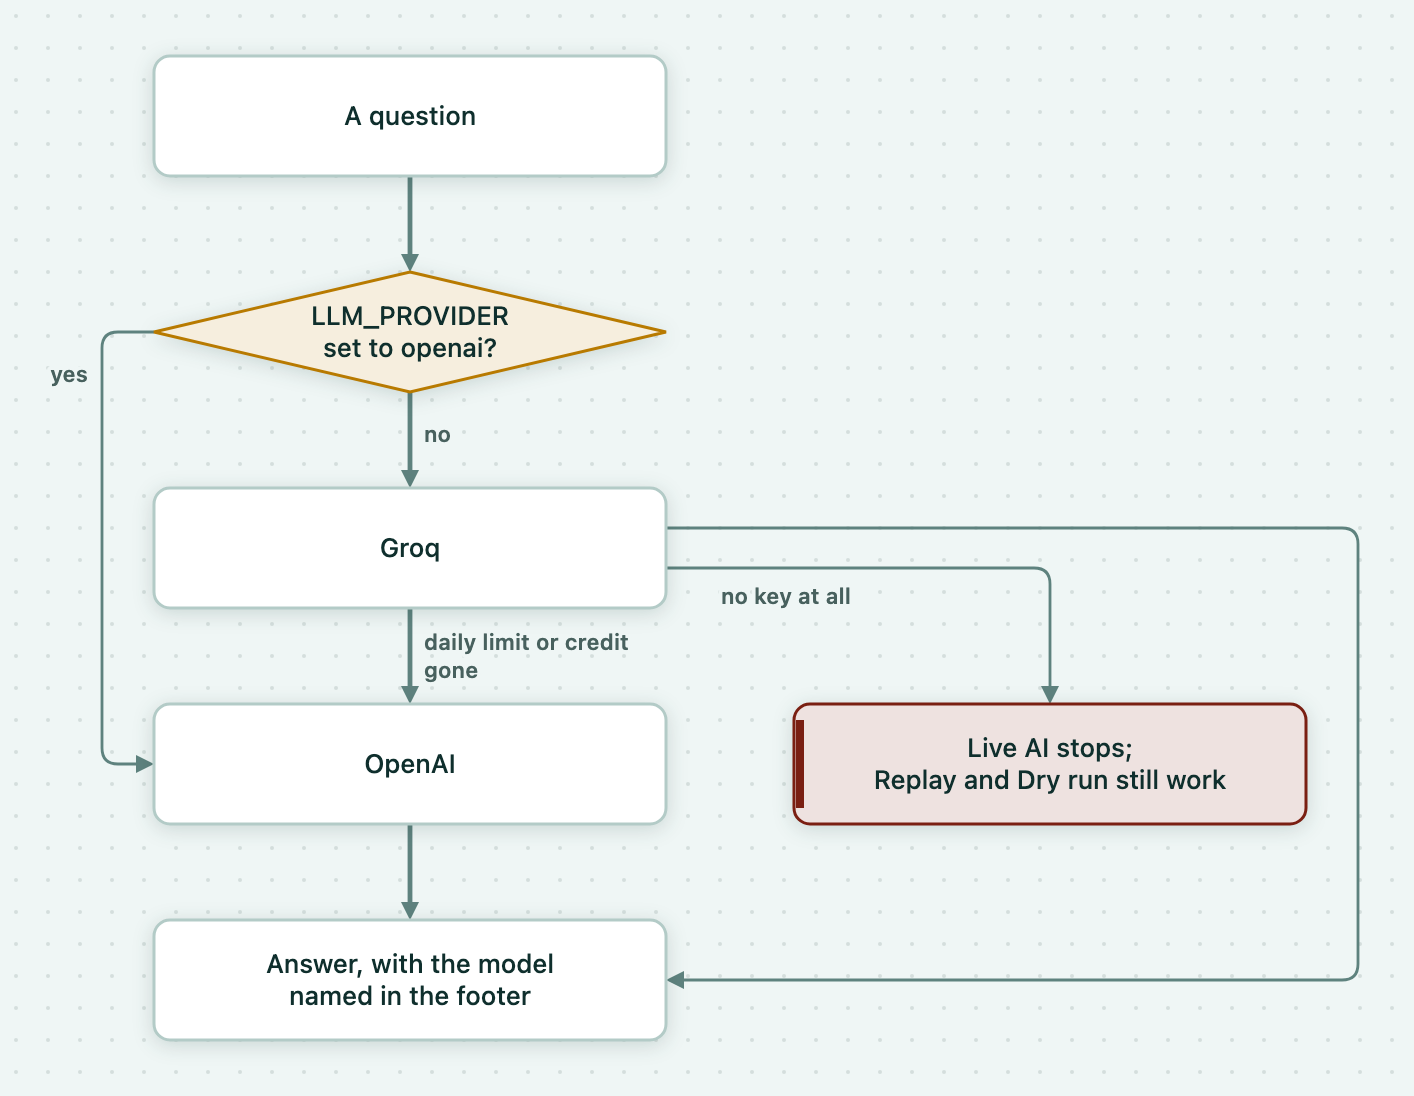 A question
LLM_PROVIDER
set to openai?
yes
no
Groq
no key at all
daily limit or credit
gone
OpenAI
Live AI stops;
Replay and Dry run still work
Answer, with the model
named in the footer